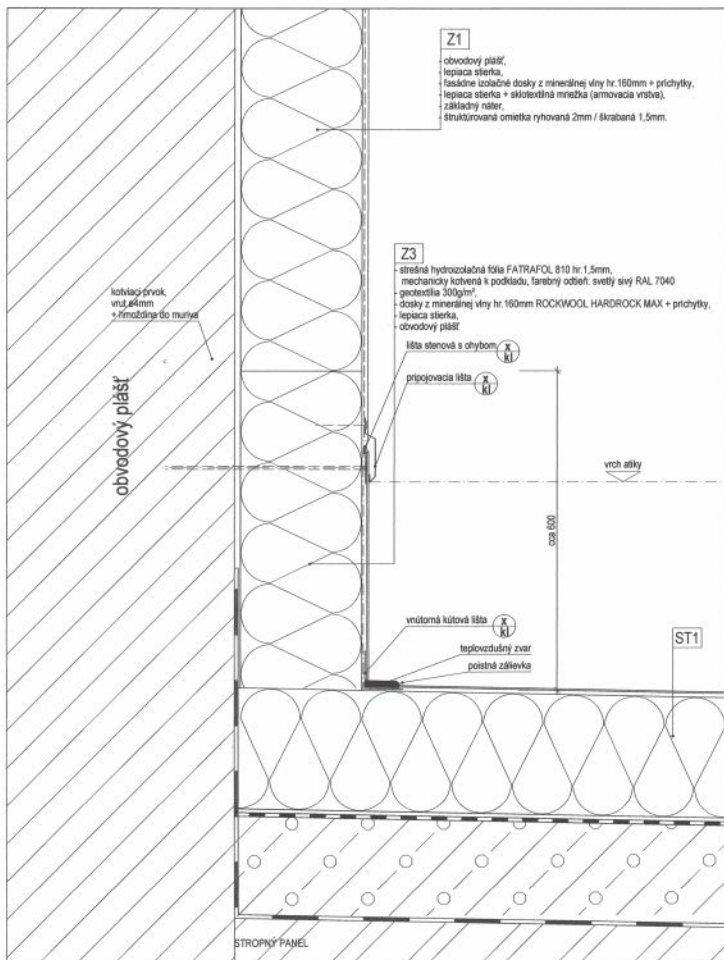 Z1
- obvodový plášť,
- lepiaca stierka,
- fasádne izolačné dosky z minerálnej vlny hr.160mm + príchytky,
- lepiaca stierka + sklotextilná mriežka (armovacia vrstva),
- základný náter,
- štruktúrovaná omietka ryhovaná 2mm / škrabaná 1,5mm.
Z3
- strešná hydroizolačná fólia FATRAFOL 810 hr.1,5mm,
mechanicky kotvená k podkladu, farebný odtieň: svetlý sivý RAL 7040
- geotextília 300g/m²,
- dosky z minerálnej vlny hr.160mm ROCKWOOL HARDROCK MAX + príchytky,
- lepiaca stierka,
- obvodový plášť
kotviaci prvok,
vrut ø4mm
+ hmoždina do muriva
lišta stenová s ohybom
x
kl
pripojovacia lišta
x
kl
obvodový plášť
vrch atiky
cca 600
vnútorná kútová lišta
x
kl
ST1
teplovzdušný zvar
poistná zálievka
STROPNÝ PANEL